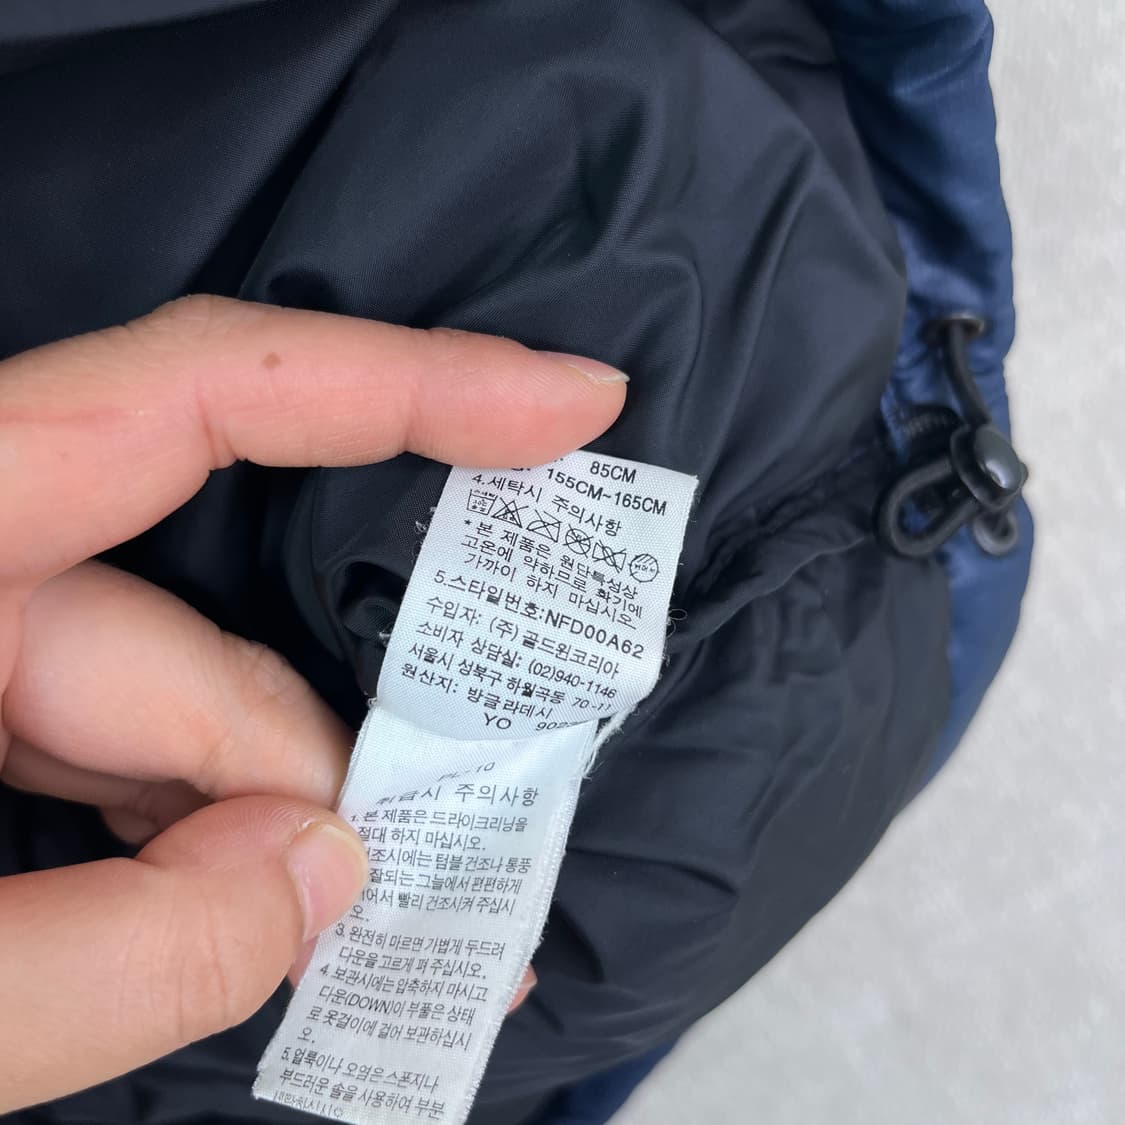 85CM
155CM~165CM
4.세탁시 주의사항
* 본 제품은 원단특성상
고온에 약하므로 화기에
가까이 하지 마십시오.
5.스타일번호:NFD00A62
수입자: (주) 골드윈코리아
소비자 상담실: (02)940-1146
서울시 성북구 하월곡동 70-11
원산지: 방글라데시
YO
PL-10
취급시 주의사항
1. 본 제품은 드라이크리닝을
절대 하지 마십시오.
건조시에는 텀블 건조나 통풍
잘되는 그늘에서 편편하게
어서 빨리 건조시켜 주십시
오.
3. 완전히 마르면 가볍게 두드려
다운을 고르게 펴 주십시오.
4. 보관시에는 압축하지 마시고
다운(DOWN)이 부풀은 상태
로 옷걸이에 걸어 보관하십시
오.
5.얼룩이나 오염은 스폰지나
부드러운 솔을 사용하여 부분